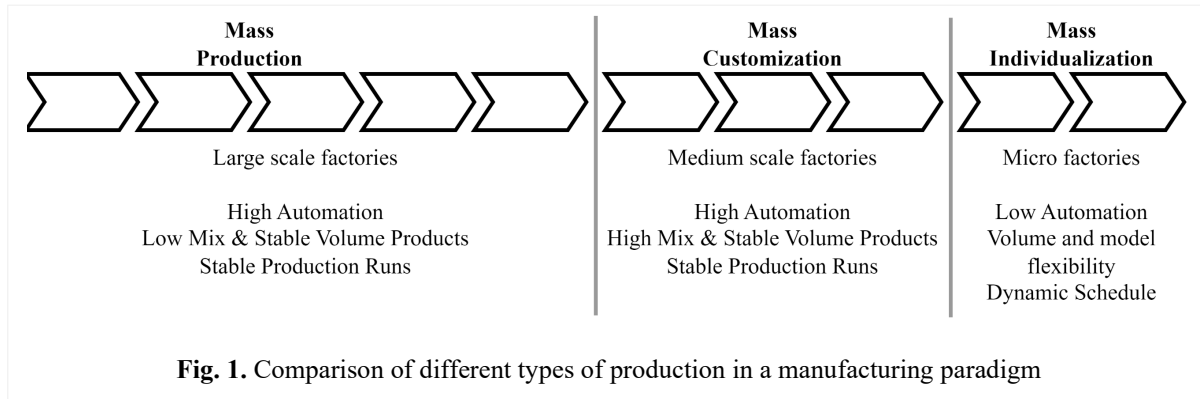 Mass
Production
Large scale factories
High Automation
Low Mix & Stable Volume Products
Stable Production Runs
Mass
Customization
Medium scale factories
High Automation
High Mix & Stable Volume Products
Stable Production Runs
Mass
Individualization
Micro factories
Low Automation
Volume and model
flexibility
Dynamic Schedule
Fig. 1. Comparison of different types of production in a manufacturing paradigm